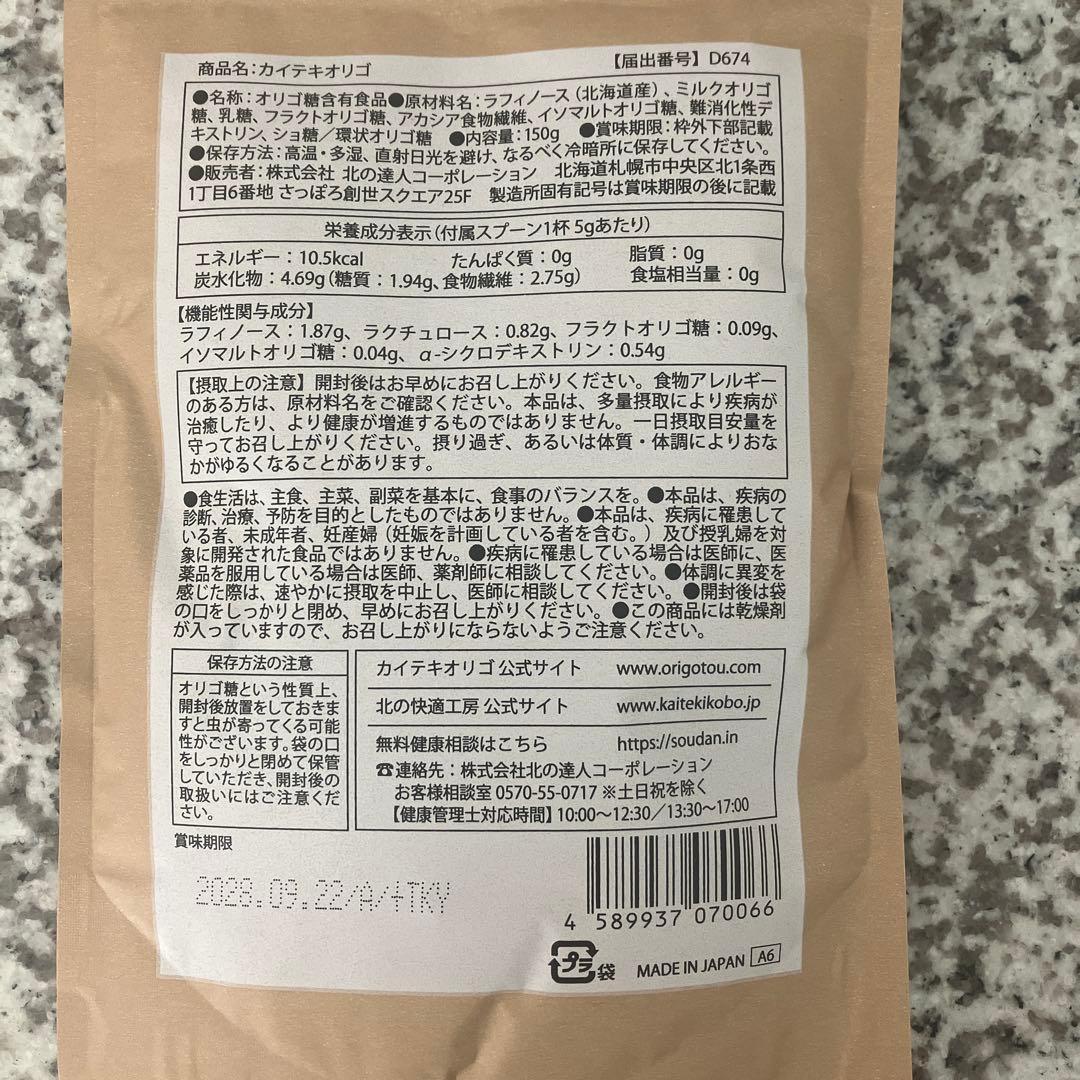 商品名：カイテキオリゴ 【届出番号】D674
●名称：オリゴ糖含有食品●原材料名：ラフィノース（北海道産）、ミルクオリゴ
糖、乳糖、フラクトオリゴ糖、アカシア食物繊維、イソマルトオリゴ糖、難消化性デ
キストリン、ショ糖／環状オリゴ糖 ●内容量：150g ●賞味期限：枠外下部記載
●保存方法：高温・多湿、直射日光を避け、なるべく冷暗所に保存してください。
●販売者：株式会社 北の達人コーポレーション 北海道札幌市中央区北1条西
1丁目6番地 さっぽろ創世スクエア25F 製造所固有記号は賞味期限の後に記載
栄養成分表示（付属スプーン1杯 5gあたり）
エネルギー：10.5kcal たんぱく質：0g 脂質：0g
炭水化物：4.69g（糖質：1.94g、食物繊維：2.75g） 食塩相当量：0g
【機能性関与成分】
ラフィノース：1.87g、ラクチュロース：0.82g、フラクトオリゴ糖：0.09g、
イソマルトオリゴ糖：0.04g、α-シクロデキストリン：0.54g
【摂取上の注意】開封後はお早めにお召し上がりください。食物アレルギー
のある方は、原材料名をご確認ください。本品は、多量摂取により疾病が
治癒したり、より健康が増進するものではありません。一日摂取目安量を
守ってお召し上がりください。摂り過ぎ、あるいは体質・体調によりおな
かがゆるくなることがあります。
●食生活は、主食、主菜、副菜を基本に、食事のバランスを。●本品は、疾病の
診断、治療、予防を目的としたものではありません。●本品は、疾病に罹患して
いる者、未成年者、妊産婦（妊娠を計画している者を含む。）及び授乳婦を対
象に開発された食品ではありません。●疾病に罹患している場合は医師に、医
薬品を服用している場合は医師、薬剤師に相談してください。●体調に異変を
感じた際は、速やかに摂取を中止し、医師に相談してください。●開封後は袋
の口をしっかりと閉め、早めにお召し上がりください。●この商品には乾燥剤
が入っていますので、お召し上がりにならないようご注意ください。
保存方法の注意
オリゴ糖という性質上、
開封後放置をしておきま
すと虫が寄ってくる可能
性がございます。袋の口
をしっかりと閉めて保管
していただき、開封後の
取扱いにはご注意くだ
さい。
カイテキオリゴ 公式サイト www.origotou.com
北の快適工房 公式サイト www.kaitekikobo.jp
無料健康相談はこちら https://soudan.in
☎連絡先：株式会社北の達人コーポレーション
お客様相談室 0570-55-0717 ※土日祝を除く
【健康管理士対応時間】10:00～12:30／13:30～17:00
賞味期限
2028.09.22/A/+TKY
4 589937 070066
プラ 袋 MADE IN JAPAN A6